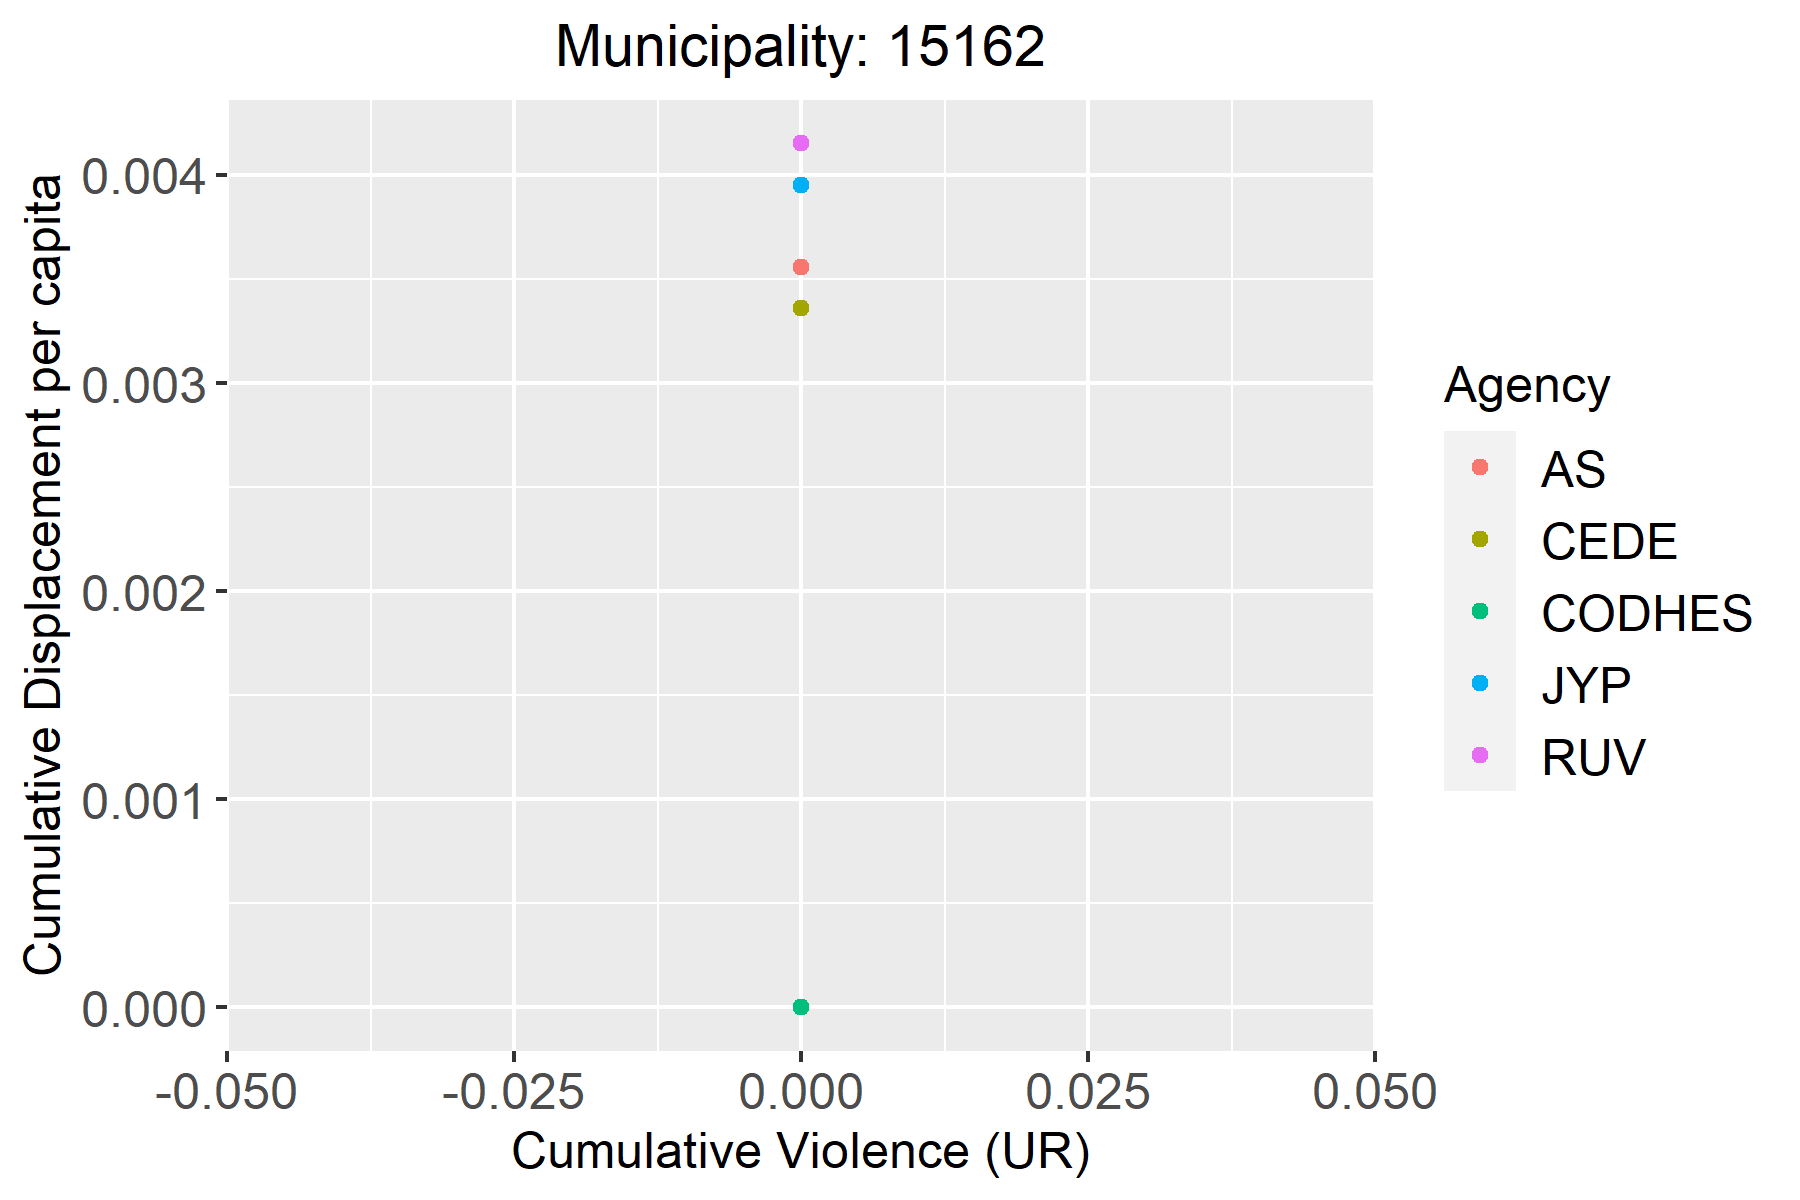 Municipality: 15162
Cumulative Displacement per capita
0.004
0.003
0.002
0.001
0.000
-0.050
-0.025
0.000
0.025
0.050
Cumulative Violence (UR)
Agency
AS
CEDE
CODHES
JYP
RUV